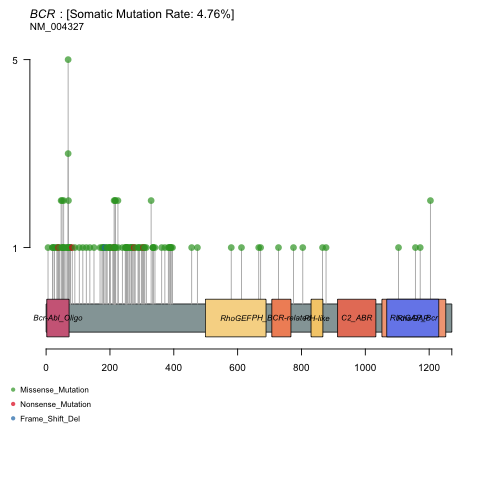 BCR : [Somatic Mutation Rate: 4.76%]
NM_004327
5
1
Bcr-Abl_Oligo
RhoGEF
PH_BCR-related
PH-like
C2_ABR
0
200
400
600
800
1000
1200
Missense_Mutation
Nonsense_Mutation
Frame_Shift_Del